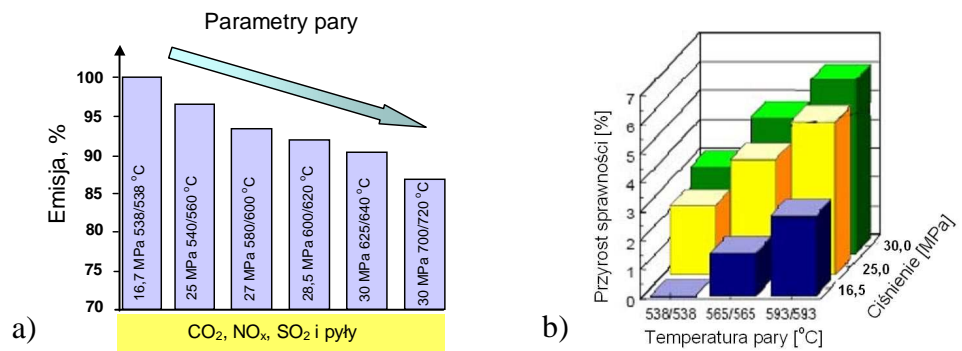 Parametry pary
Emisja, %
100
95
90
85
80
75
70
16,7 MPa 538/538 °C
25 MPa 540/560 °C
27 MPa 580/600 °C
28,5 MPa 600/620 °C
30 MPa 625/640 °C
30 MPa 700/720 °C
CO₂, NOₓ, SO₂ i pyły
a)
Przyrost sprawności [%]
7
6
5
4
3
2
1
0
538/538
565/565
593/593
Temperatura pary [°C]
16,5
25,0
30,0
Ciśnienie [MPa]
b)